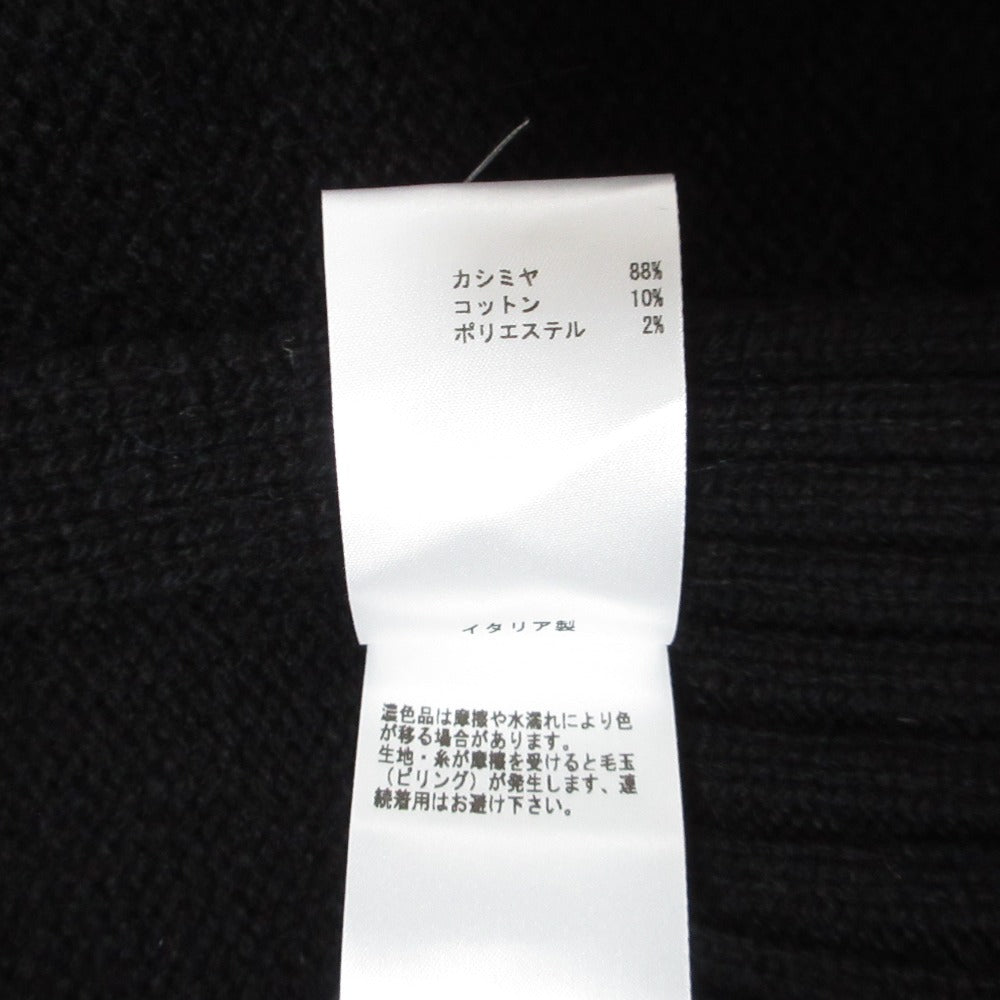 カシミヤ 88%
コットン 10%
ポリエステル 2%
イタリア製
濃色品は摩擦や水濡れにより色
が移る場合があります。
生地・糸が摩擦を受けると毛玉
(ピリング)が発生します、連
続着用はお避け下さい。